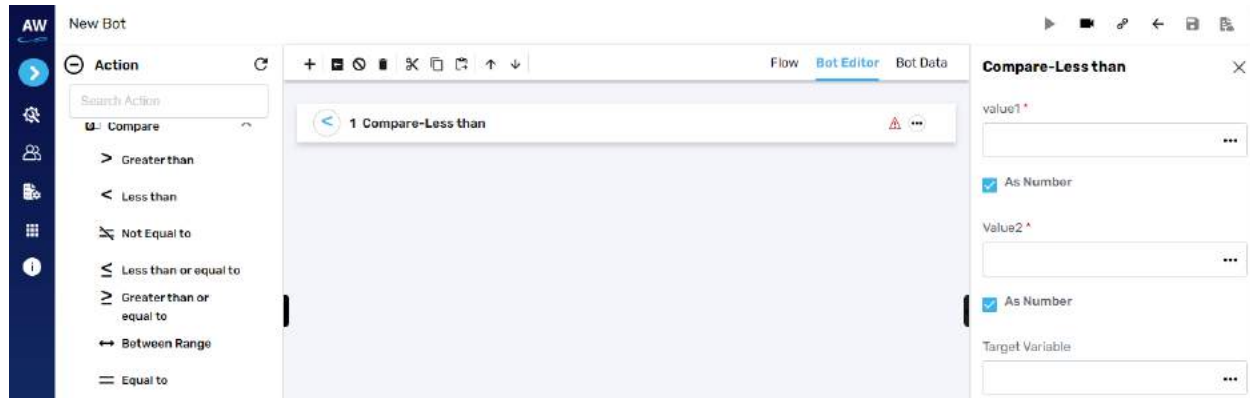 AW New Bot
Action
Flow Bot Editor Bot Data
Compare-Less than
Search Action
Compare
1 Compare-Less than
value1 *
Greater than
As Number
Less than
Value2 *
Not Equal to
Less than or equal to
As Number
Greater than or
equal to
Between Range
Target Variable
Equal to